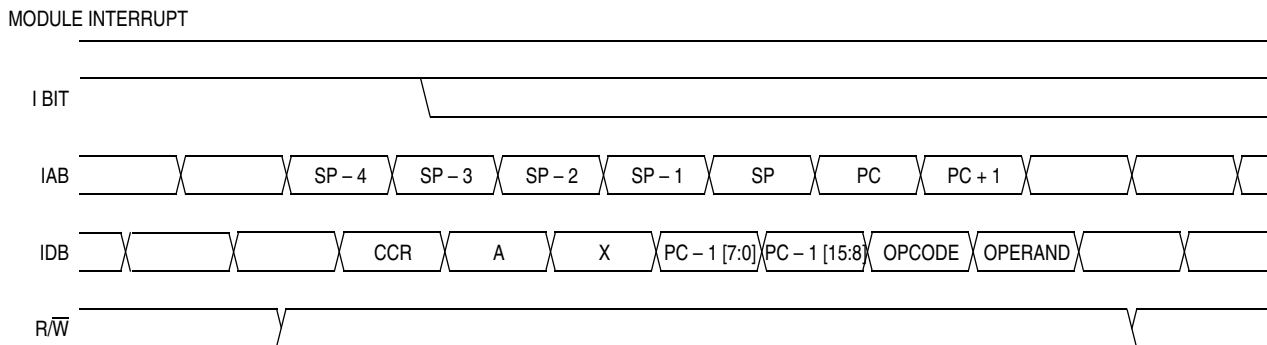 MODULE INTERRUPT
I BIT
IAB SP – 4 SP – 3 SP – 2 SP – 1 SP PC PC + 1
IDB CCR A X PC – 1 [7:0] PC – 1 [15:8] OPCODE OPERAND
R/W̅